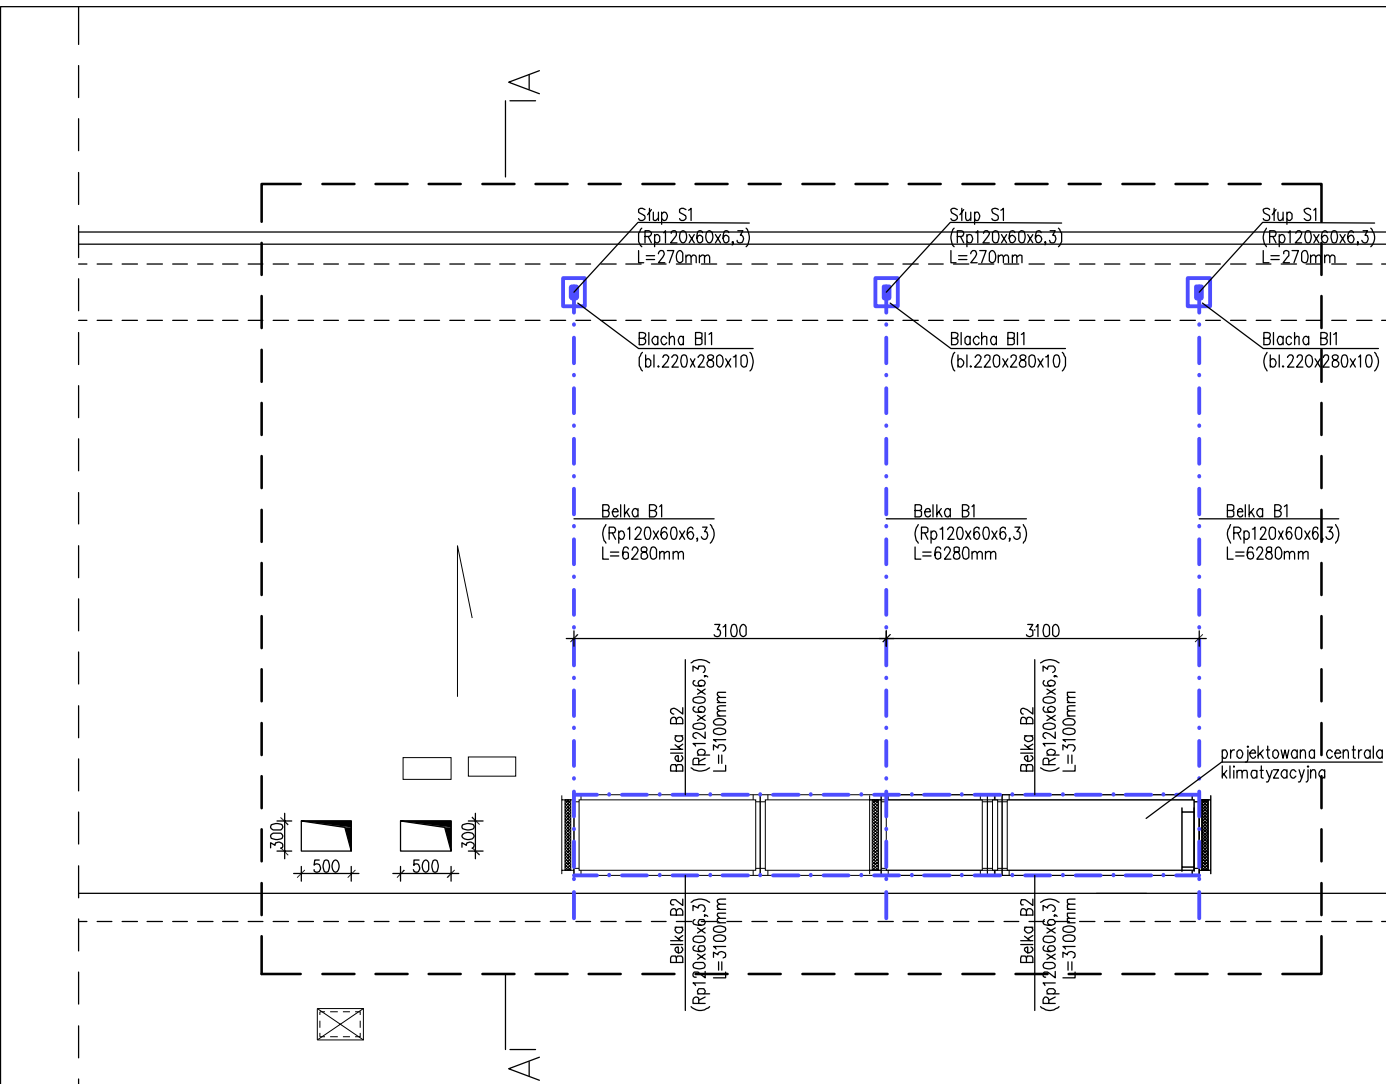 A
Słup S1
(Rp120x60x6,3)
L=270mm
Słup S1
(Rp120x60x6,3)
L=270mm
Słup S1
(Rp120x60x6,3)
L=270mm
Blacha Bl1
(bl.220x280x10)
Blacha Bl1
(bl.220x280x10)
Blacha Bl1
(bl.220x280x10)
Belka B1
(Rp120x60x6,3)
L=6280mm
Belka B1
(Rp120x60x6,3)
L=6280mm
Belka B1
(Rp120x60x6,3)
L=6280mm
3100
3100
Belka B2
(Rp120x60x6,3)
L=3100mm
Belka B2
(Rp120x60x6,3)
L=3100mm
projektowana centrala
klimatyzacyjna
300
500
500
300
Belka B2
(Rp120x60x6,3)
L=3100mm
Belka B2
(Rp120x60x6,3)
L=3100mm
A